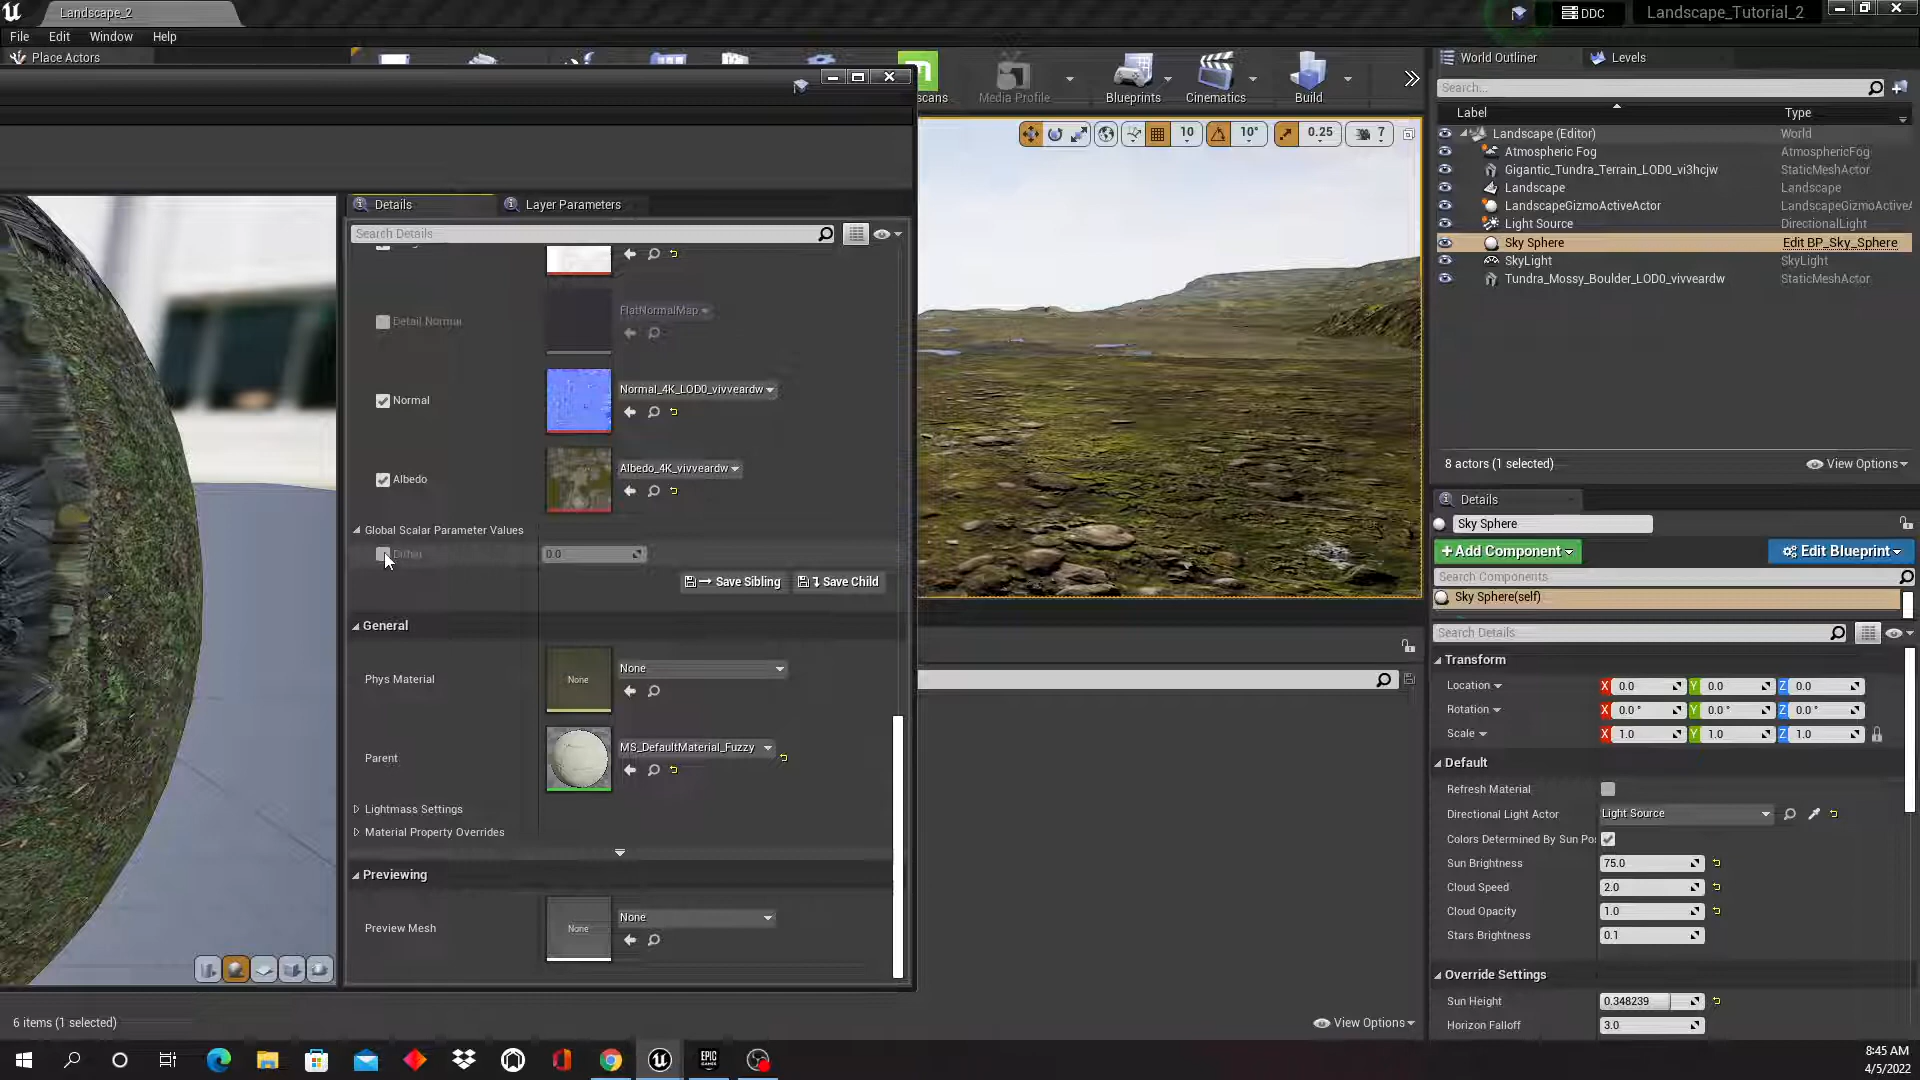 Landscape_2
DDC
Landscape_Tutorial_2
File Edit Window Help
Place Actors
scans
Media Profile
Blueprints
Cinematics
Build
World Outliner
Levels
Search...
Label Type
Landscape (Editor) World
Atmospheric Fog AtmosphericFog
Gigantic_Tundra_Terrain_LOD0_vi3hcjw StaticMeshActor
Landscape Landscape
LandscapeGizmoActiveActor LandscapeGizmoActiveA
Light Source DirectionalLight
Sky Sphere Edit BP_Sky_Sphere
SkyLight SkyLight
Tundra_Mossy_Boulder_LOD0_vivveardw StaticMeshActor
8 actors (1 selected) View Options
10 10° 0.25 7
Details Layer Parameters
Search Details
Detail Normal FlatNormalMap
Normal Normal_4K_LOD0_vivveardw
Albedo Albedo_4K_vivveardw
Global Scalar Parameter Values
0.0
Save Sibling Save Child
General
Phys Material None None
Parent MS_DefaultMaterial_Fuzzy
Lightmass Settings
Material Property Overrides
Previewing
Preview Mesh None None
6 items (1 selected)
View Options
Details
Sky Sphere
+Add Component Edit Blueprint
Search Components
Sky Sphere(self)
Search Details
Transform
Location X 0.0 Y 0.0 Z 0.0
Rotation X 0.0 ° Y 0.0 ° Z 0.0 °
Scale X 1.0 Y 1.0 Z 1.0
Default
Refresh Material
Directional Light Actor Light Source
Colors Determined By Sun Po
Sun Brightness 75.0
Cloud Speed 2.0
Cloud Opacity 1.0
Stars Brightness 0.1
Override Settings
Sun Height 0.348239
Horizon Falloff 3.0
EPIC GAMES
8:45 AM
4/5/2022